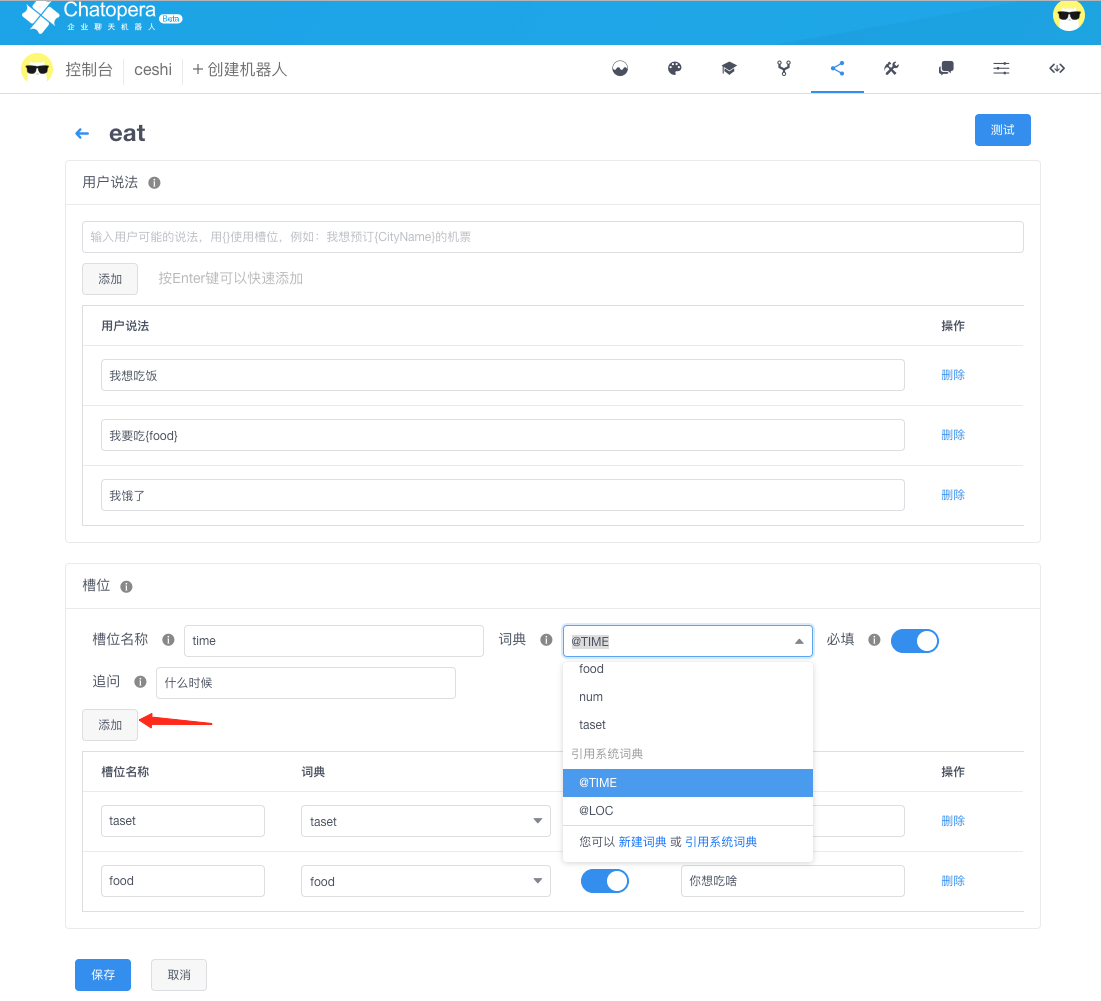 Chatopera Beta
企业聊天机器人
控制台 ceshi + 创建机器人
eat 测试
用户说法
输入用户可能的说法，用{}使用槽位，例如：我想预订{CityName}的机票
添加 按Enter键可以快速添加
用户说法 操作
我想吃饭 删除
我要吃{food} 删除
我饿了 删除
槽位
槽位名称 time 词典 @TIME 必填
追问 什么时候
food
num
taset
引用系统词典
@TIME
@LOC
您可以 新建词典 或 引用系统词典
添加
槽位名称 词典 操作
taset taset 删除
food food 你想吃啥 删除
保存 取消